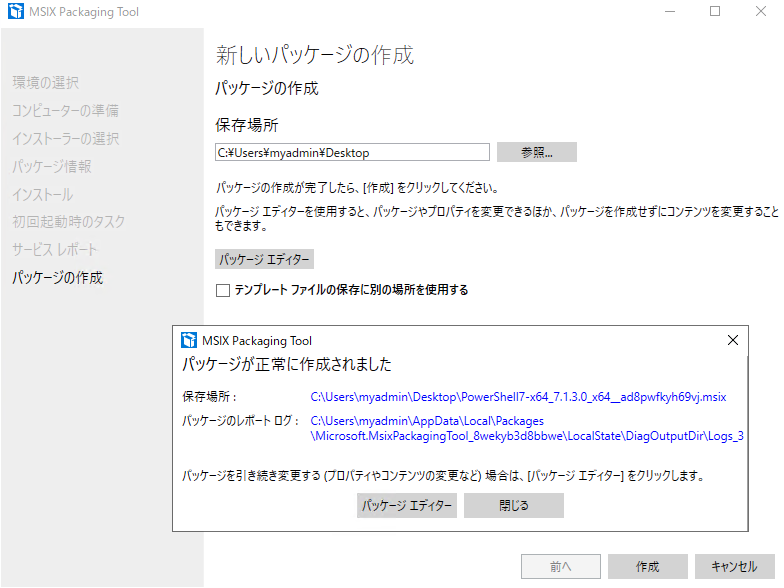 MSIX Packaging Tool
新しいパッケージの作成
環境の選択
コンピューターの準備
インストーラーの選択
パッケージ情報
インストール
初回起動時のタスク
サービス レポート
パッケージの作成
パッケージの作成
保存場所
C:¥Users¥myadmin¥Desktop
参照...
パッケージの作成が完了したら、[作成] をクリックしてください。
パッケージ エディターを使用すると、パッケージやプロパティを変更できるほか、パッケージを作成せずにコンテンツを変更すること
もできます。
パッケージ エディター
テンプレート ファイルの保存に別の場所を使用する
MSIX Packaging Tool
パッケージが正常に作成されました
保存場所 : C:\Users\myadmin\Desktop\PowerShell7-x64_7.1.3.0_x64__ad8pwfkyh69vj.msix
パッケージのレポート ログ : C:\Users\myadmin\AppData\Local\Packages
\Microsoft.MsixPackagingTool_8wekyb3d8bbwe\LocalState\DiagOutputDir\Logs_3
パッケージを引き続き変更する (プロパティやコンテンツの変更など) 場合は、[パッケージ エディター] をクリックします。
パッケージ エディター 閉じる
前へ 作成 キャンセル